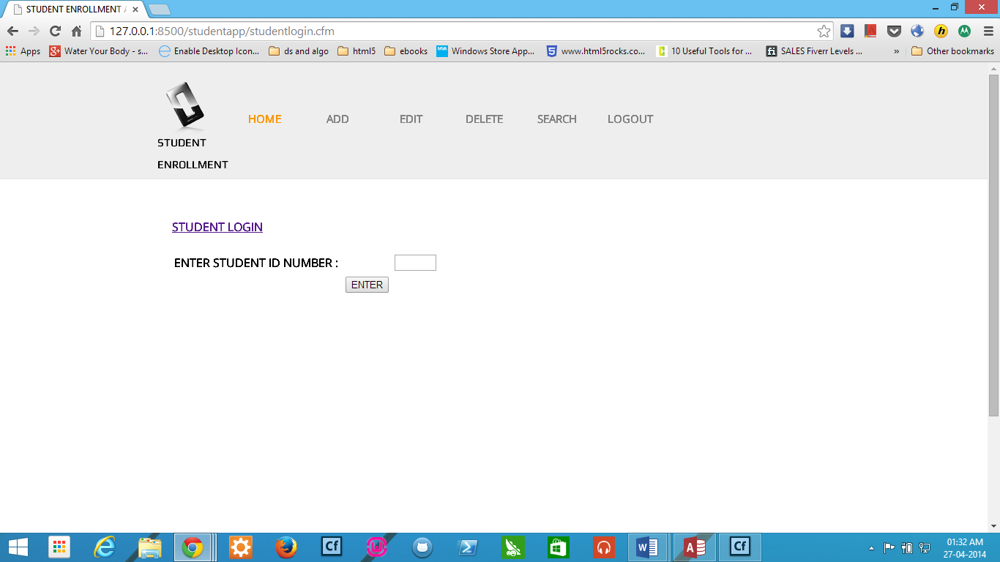 STUDENT ENROLLMENT
127.0.0.1:8500/studentapp/studentlogin.cfm
Apps Water Your Body - s... Enable Desktop Icon... ds and algo html5 ebooks Windows Store App... www.html5rocks.co... 10 Useful Tools for ... SALES Fiverr Levels ... » Other bookmarks
HOME ADD EDIT DELETE SEARCH LOGOUT
STUDENT
ENROLLMENT
STUDENT LOGIN
ENTER STUDENT ID NUMBER :
ENTER
01:32 AM
27-04-2014